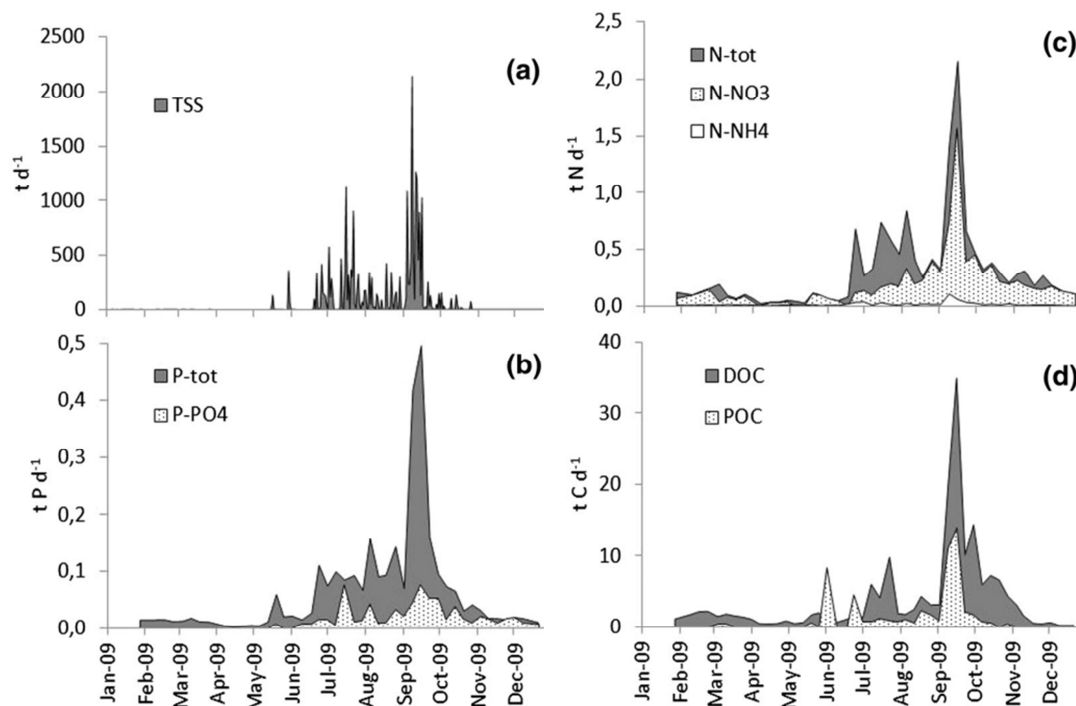 (a)
2500
2000
1500
1000
500
0
t d⁻¹
TSS
(c)
2,5
2,0
1,5
1,0
0,5
0,0
t N d⁻¹
N-tot
N-NO3
N-NH4
(b)
0,5
0,4
0,3
0,2
0,1
0,0
t P d⁻¹
P-tot
P-PO4
Jan-09
Feb-09
Mar-09
Apr-09
May-09
Jun-09
Jul-09
Aug-09
Sep-09
Oct-09
Nov-09
Dec-09
(d)
40
30
20
10
0
t C d⁻¹
DOC
POC
Jan-09
Feb-09
Mar-09
Apr-09
May-09
Jun-09
Jul-09
Aug-09
Sep-09
Oct-09
Nov-09
Dec-09